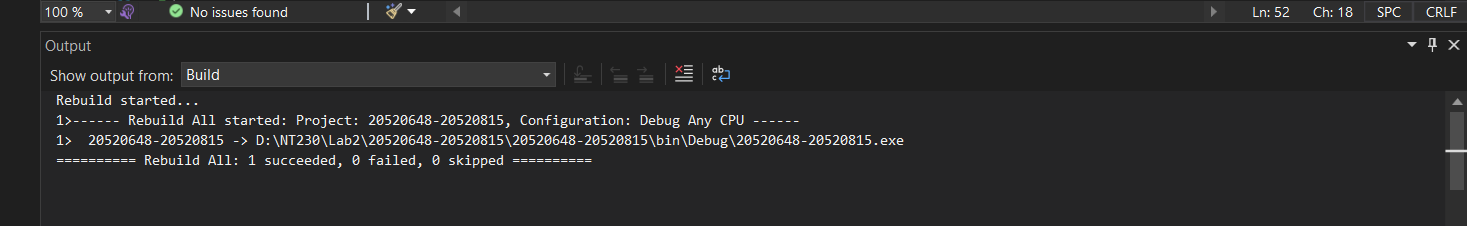 100 % No issues found Ln: 52 Ch: 18 SPC CRLF
Output
Show output from: Build
Rebuild started...
1>------ Rebuild All started: Project: 20520648-20520815, Configuration: Debug Any CPU ------
1>  20520648-20520815 -> D:\NT230\Lab2\20520648-20520815\20520648-20520815\bin\Debug\20520648-20520815.exe
========== Rebuild All: 1 succeeded, 0 failed, 0 skipped ==========